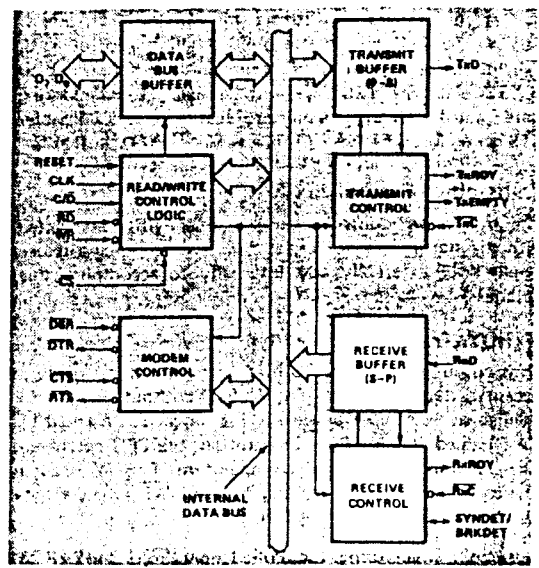 DATA
BUS
BUFFER
RESET
CLK
C/D
RD
WR
CS
READ/WRITE
CONTROL
LOGIC
DSR
DTR
CTS
RTS
MODEM
CONTROL
INTERNAL
DATA BUS
TRANSMIT
BUFFER
TxD
TRANSMIT
CONTROL
TxRDY
TxEMPTY
TxC
RECEIVE
BUFFER
(S–P)
RxD
RECEIVE
CONTROL
RxRDY
RxC
SYNDET/
BRKDET